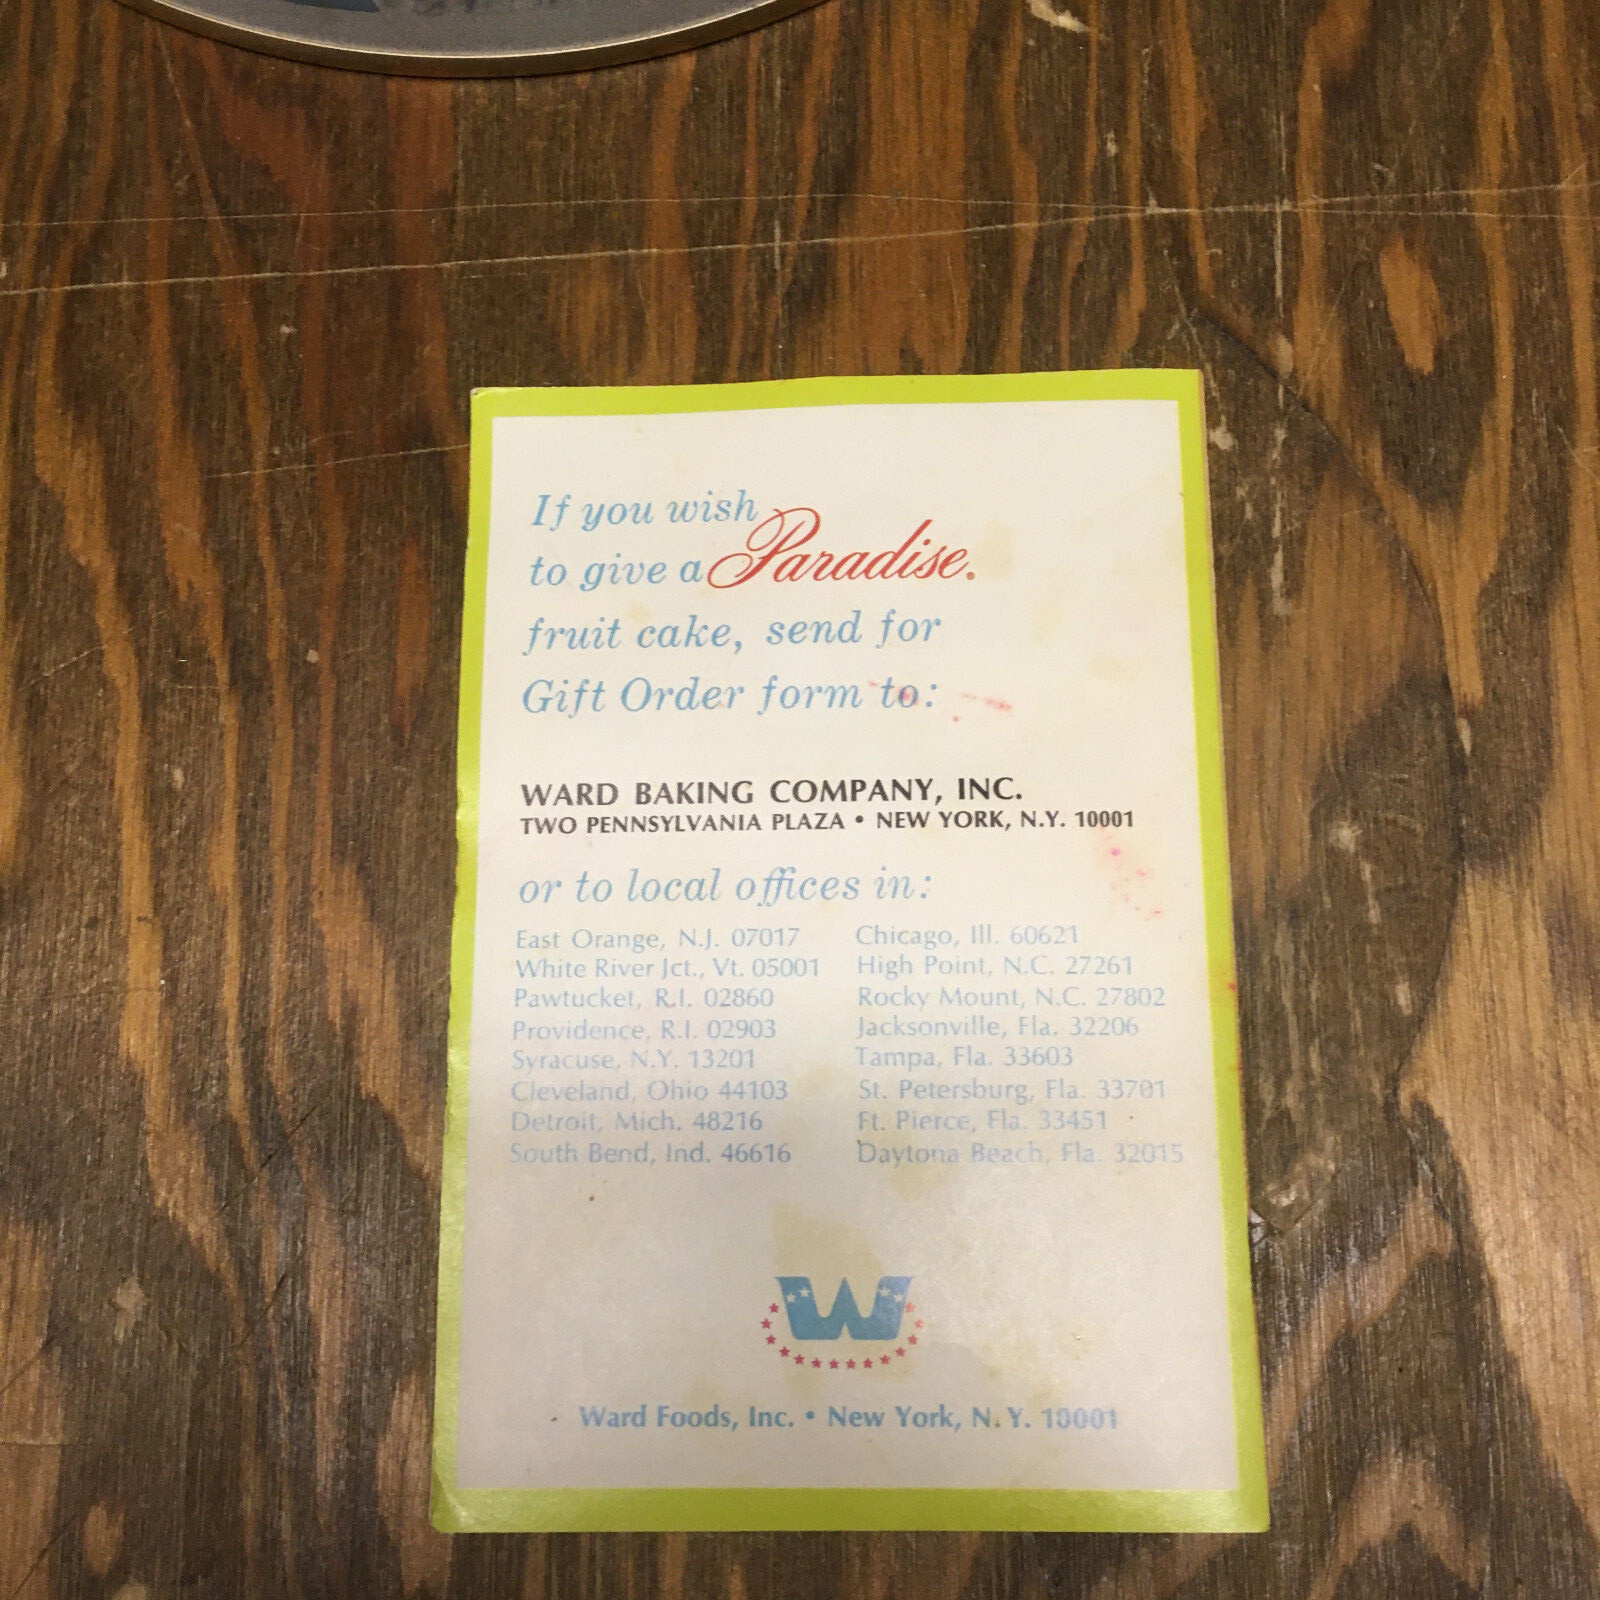 If you wish
to give a Paradise.
fruit cake, send for
Gift Order form to:
WARD BAKING COMPANY, INC.
TWO PENNSYLVANIA PLAZA • NEW YORK, N.Y. 10001
or to local offices in:
East Orange, N.J. 07017
White River Jct., Vt. 05001
Pawtucket, R.I. 02860
Providence, R.I. 02903
Syracuse, N.Y. 13201
Cleveland, Ohio 44103
Detroit, Mich. 48216
South Bend, Ind. 46616
Chicago, Ill. 60621
High Point, N.C. 27261
Rocky Mount, N.C. 27802
Jacksonville, Fla. 32206
Tampa, Fla. 33603
St. Petersburg, Fla. 33701
Ft. Pierce, Fla. 33451
Daytona Beach, Fla. 32015
W
Ward Foods, Inc. • New York, N.Y. 10001